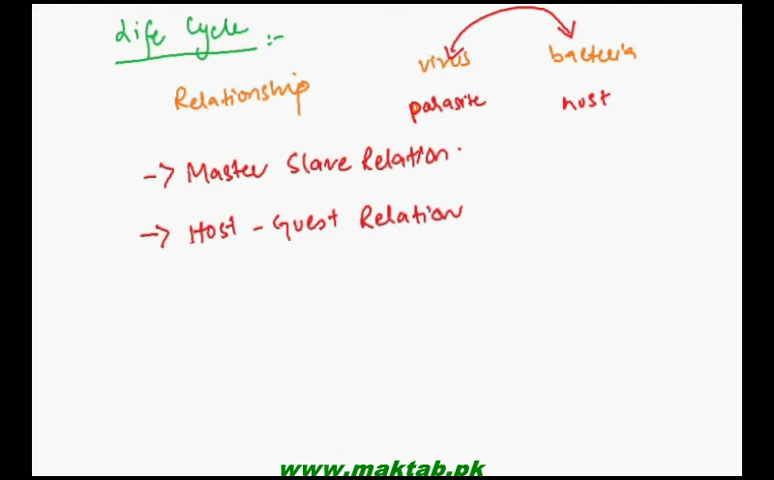 Life Cycle :-
Relationship virus bacteria
parasite host
-> Master Slave Relation.
-> Host - Guest Relation
www.maktab.pk